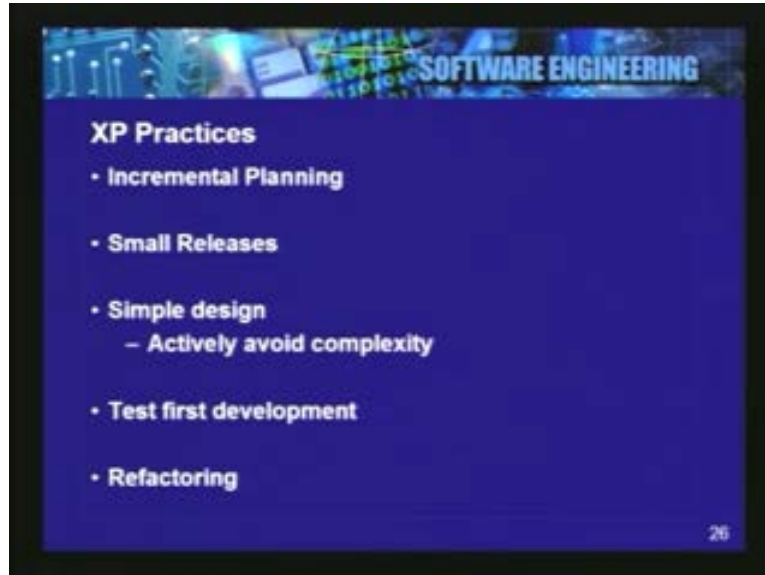 SOFTWARE ENGINEERING
XP Practices
• Incremental Planning
• Small Releases
• Simple design
– Actively avoid complexity
• Test first development
• Refactoring
26